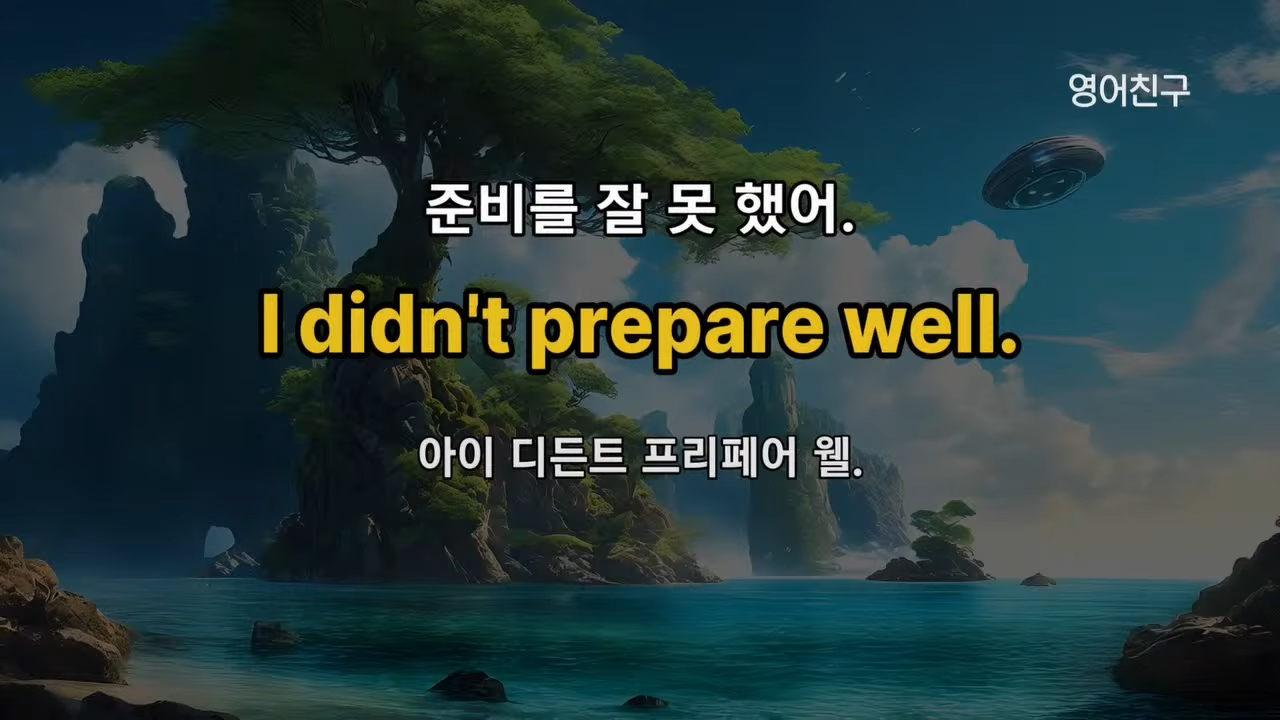 영어친구
준비를 잘 못 했어.
I didn't prepare well.
아이 디든트 프리페어 웰.